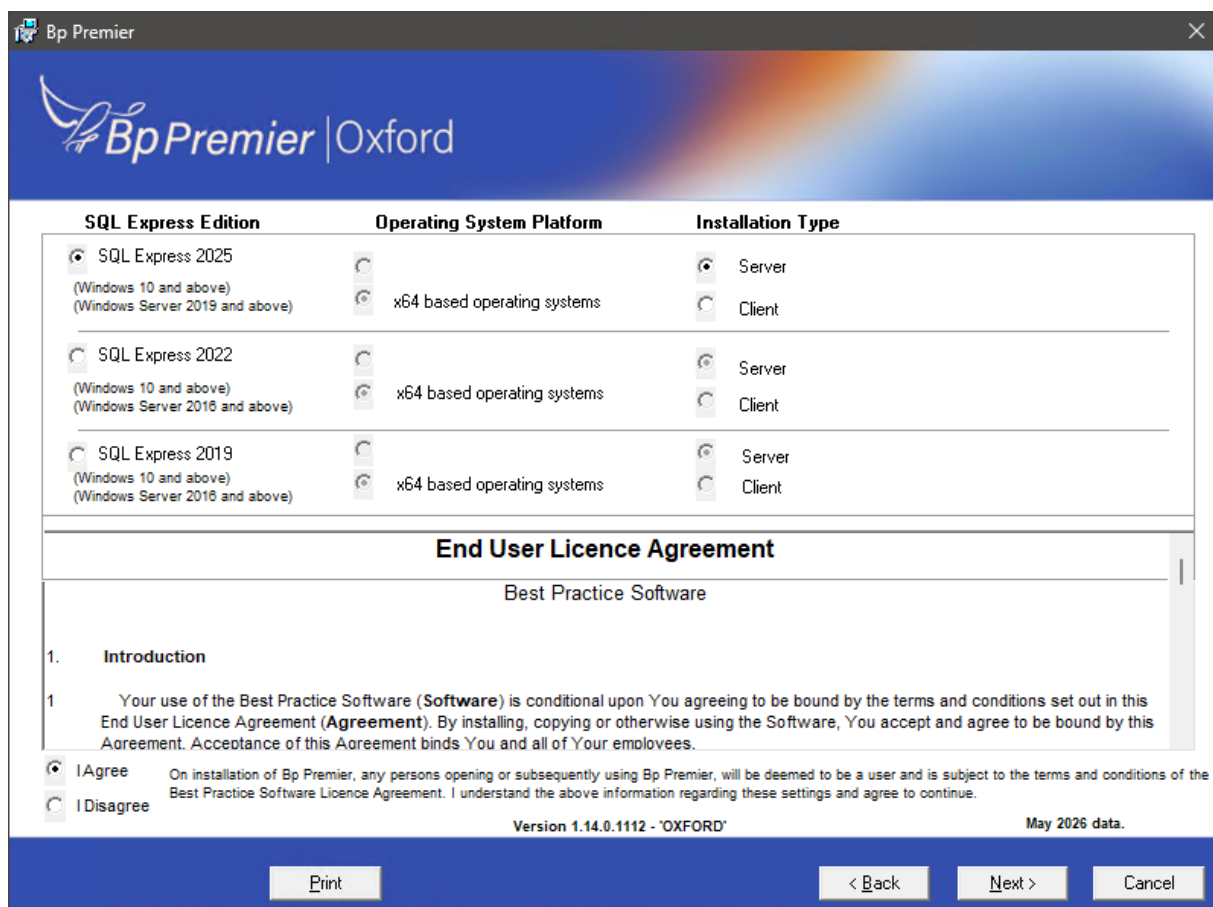 Bp Premier
Bp Premier | Oxford
SQL Express Edition Operating System Platform Installation Type
SQL Express 2025
(Windows 10 and above)
(Windows Server 2019 and above)
x64 based operating systems
Server
Client
SQL Express 2022
(Windows 10 and above)
(Windows Server 2016 and above)
x64 based operating systems
Server
Client
SQL Express 2019
(Windows 10 and above)
(Windows Server 2016 and above)
x64 based operating systems
Server
Client
End User Licence Agreement
Best Practice Software
1. Introduction
1 Your use of the Best Practice Software (Software) is conditional upon You agreeing to be bound by the terms and conditions set out in this
End User Licence Agreement (Agreement). By installing, copying or otherwise using the Software, You accept and agree to be bound by this
Agreement. Acceptance of this Agreement binds You and all of Your employees.
I Agree
I Disagree
On installation of Bp Premier, any persons opening or subsequently using Bp Premier, will be deemed to be a user and is subject to the terms and conditions of the
Best Practice Software Licence Agreement. I understand the above information regarding these settings and agree to continue.
Version 1.14.0.1112 - 'OXFORD' May 2026 data.
Print < Back Next > Cancel